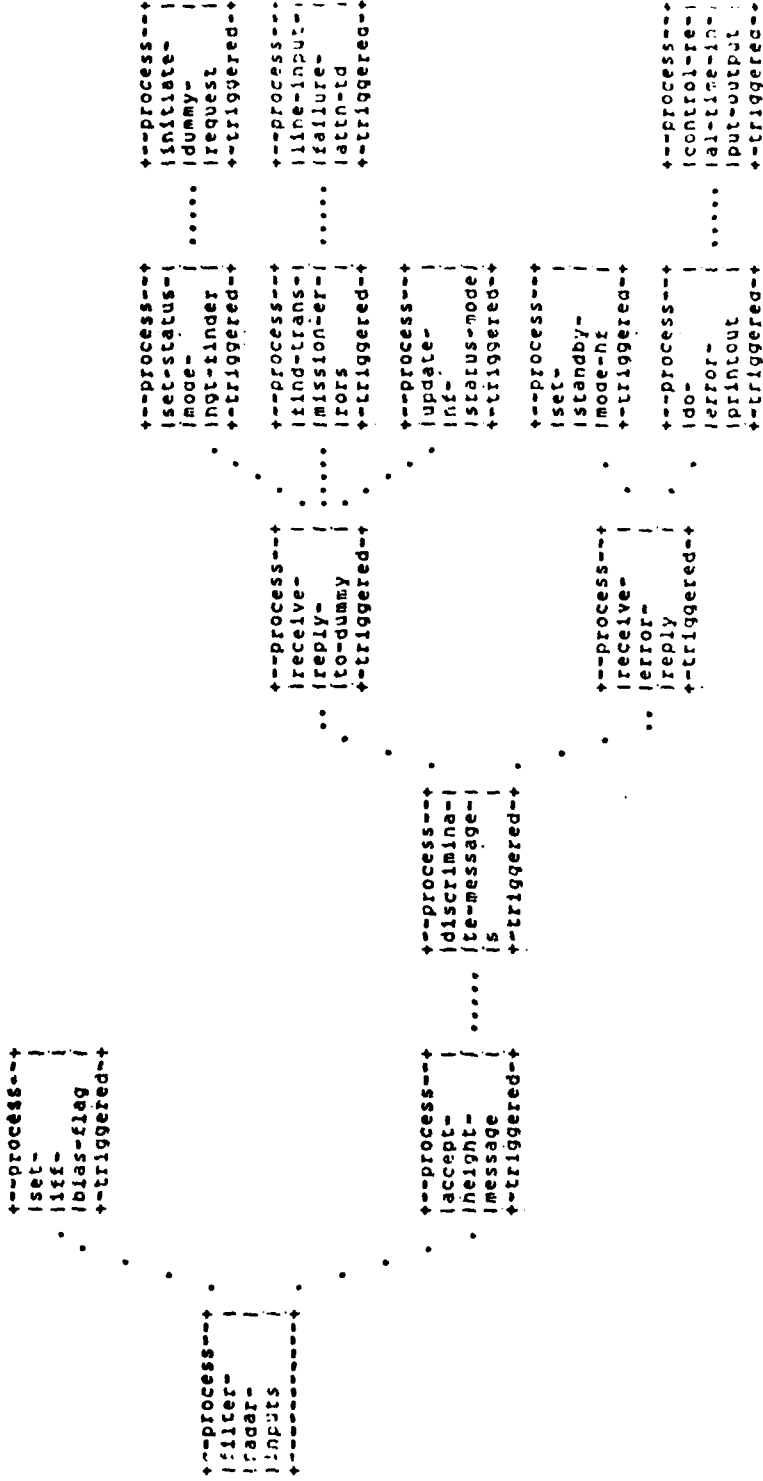 +--process--+
|filter-    |
|radar-     |
|inputs     |
+-----------+
+--process--+
|set-       |
|iff-       |
|bias-flag  |
+-triggered-+
+--process--+
|accept-    |
|height-    |
|message    |
+-triggered-+
+--process--+
|discrimina-|
|te-message-|
|s          |
+-triggered-+
+--process--+
|receive-   |
|reply-     |
|to-dummy   |
+-triggered-+
+--process--+
|receive-   |
|error-     |
|reply      |
+-triggered-+
+--process--+
|set-status-|
|mode-      |
|hgt-finder |
+-triggered-+
+--process--+
|find-trans-|
|mission-er-|
|rors       |
+-triggered-+
+--process--+
|update-    |
|hf-        |
|status-mode|
+-triggered-+
+--process--+
|set-       |
|standby-   |
|mode-hf    |
+-triggered-+
+--process--+
|do-        |
|error-     |
|printout   |
+-triggered-+
+--process--+
|initiate-  |
|dummy-     |
|request    |
+-triggered-+
+--process--+
|line-input-|
|failure-   |
|attn-td    |
+-triggered-+
+--process--+
|control-re-|
|al-time-in-|
|put-output |
+-triggered-+